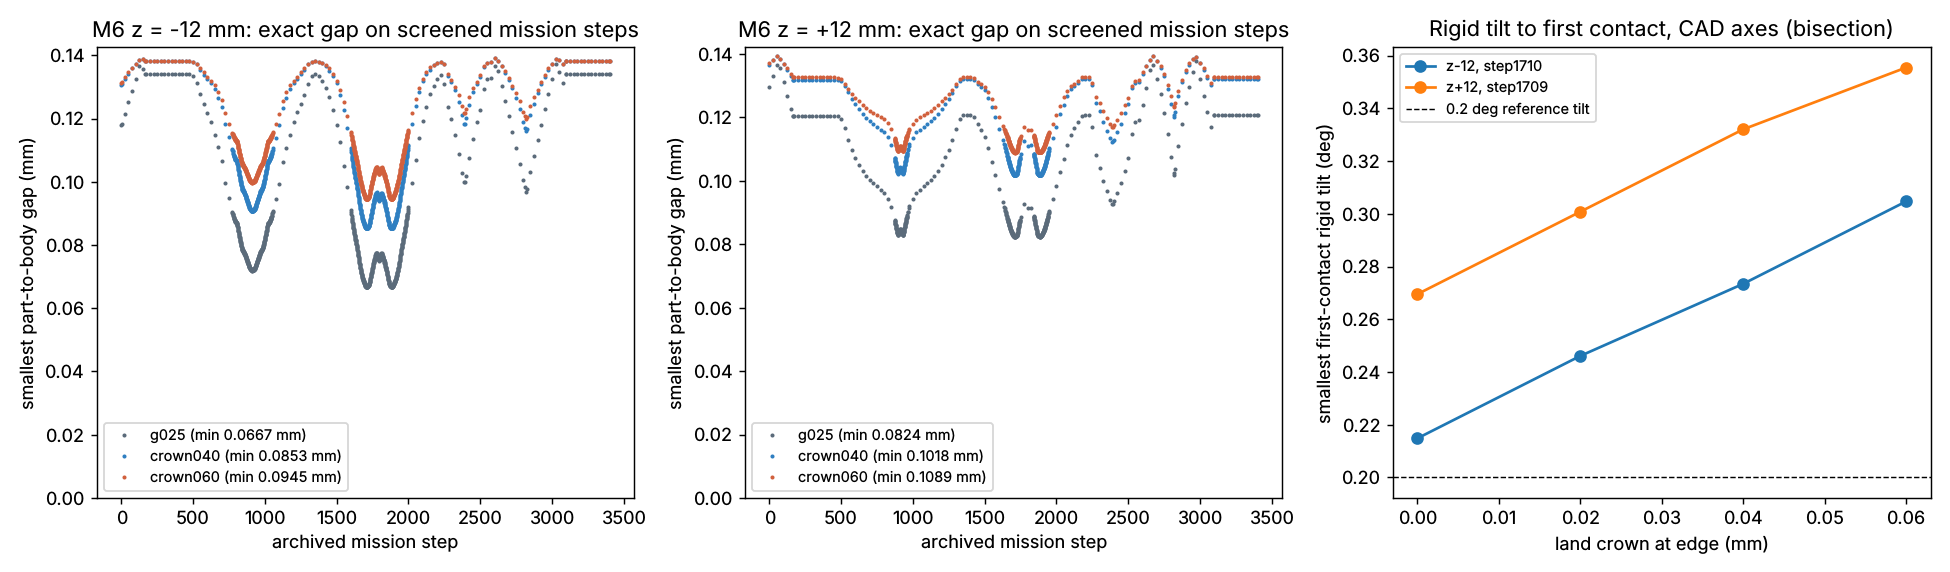 M6 z = -12 mm: exact gap on screened mission steps
smallest part-to-body gap (mm)
0.14
0.12
0.10
0.08
0.06
0.04
0.02
0.00
g025 (min 0.0667 mm)
crown040 (min 0.0853 mm)
crown060 (min 0.0945 mm)
0 500 1000 1500 2000 2500 3000 3500
archived mission step
M6 z = +12 mm: exact gap on screened mission steps
smallest part-to-body gap (mm)
0.14
0.12
0.10
0.08
0.06
0.04
0.02
0.00
g025 (min 0.0824 mm)
crown040 (min 0.1018 mm)
crown060 (min 0.1089 mm)
0 500 1000 1500 2000 2500 3000 3500
archived mission step
Rigid tilt to first contact, CAD axes (bisection)
smallest first-contact rigid tilt (deg)
0.36
0.34
0.32
0.30
0.28
0.26
0.24
0.22
0.20
z-12, step1710
z+12, step1709
0.2 deg reference tilt
0.00 0.01 0.02 0.03 0.04 0.05 0.06
land crown at edge (mm)